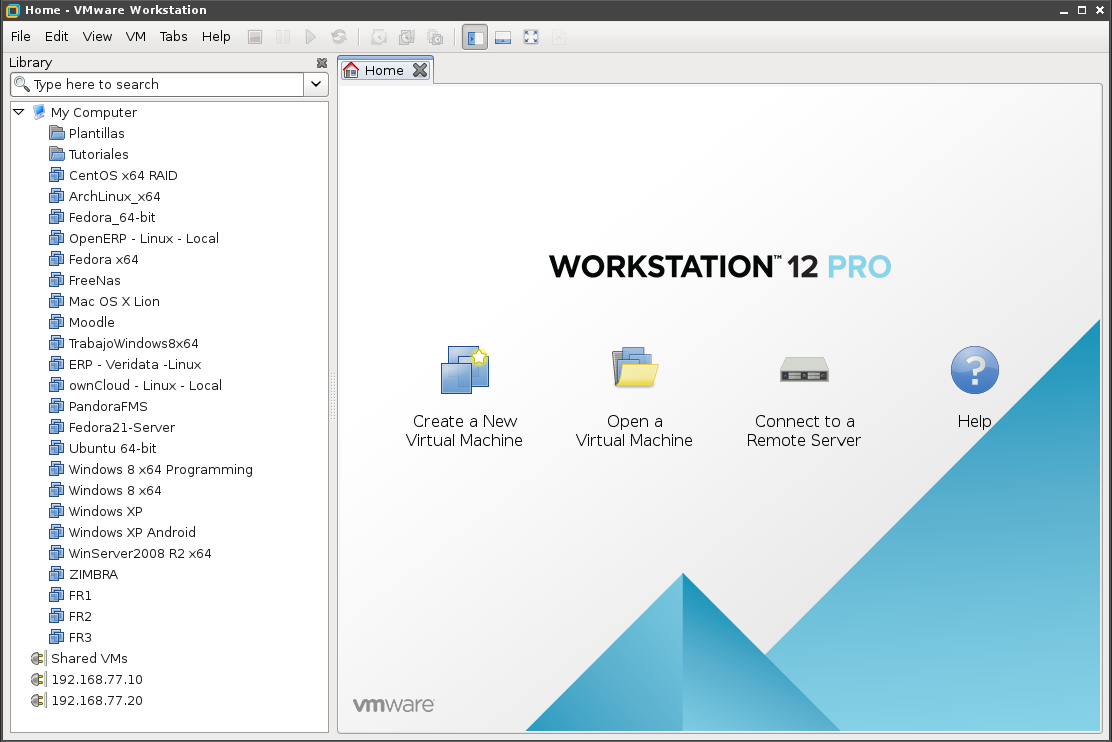 Home - VMware Workstation
File Edit View VM Tabs Help
Library
Type here to search
My Computer
Plantillas
Tutoriales
CentOS x64 RAID
ArchLinux_x64
Fedora_64-bit
OpenERP - Linux - Local
Fedora x64
FreeNas
Mac OS X Lion
Moodle
TrabajoWindows8x64
ERP - Veridata -Linux
ownCloud - Linux - Local
PandoraFMS
Fedora21-Server
Ubuntu 64-bit
Windows 8 x64 Programming
Windows 8 x64
Windows XP
Windows XP Android
WinServer2008 R2 x64
ZIMBRA
FR1
FR2
FR3
Shared VMs
192.168.77.10
192.168.77.20
Home
WORKSTATION™ 12 PRO
Create a New
Virtual Machine
Open a
Virtual Machine
Connect to a
Remote Server
?
Help
vmware